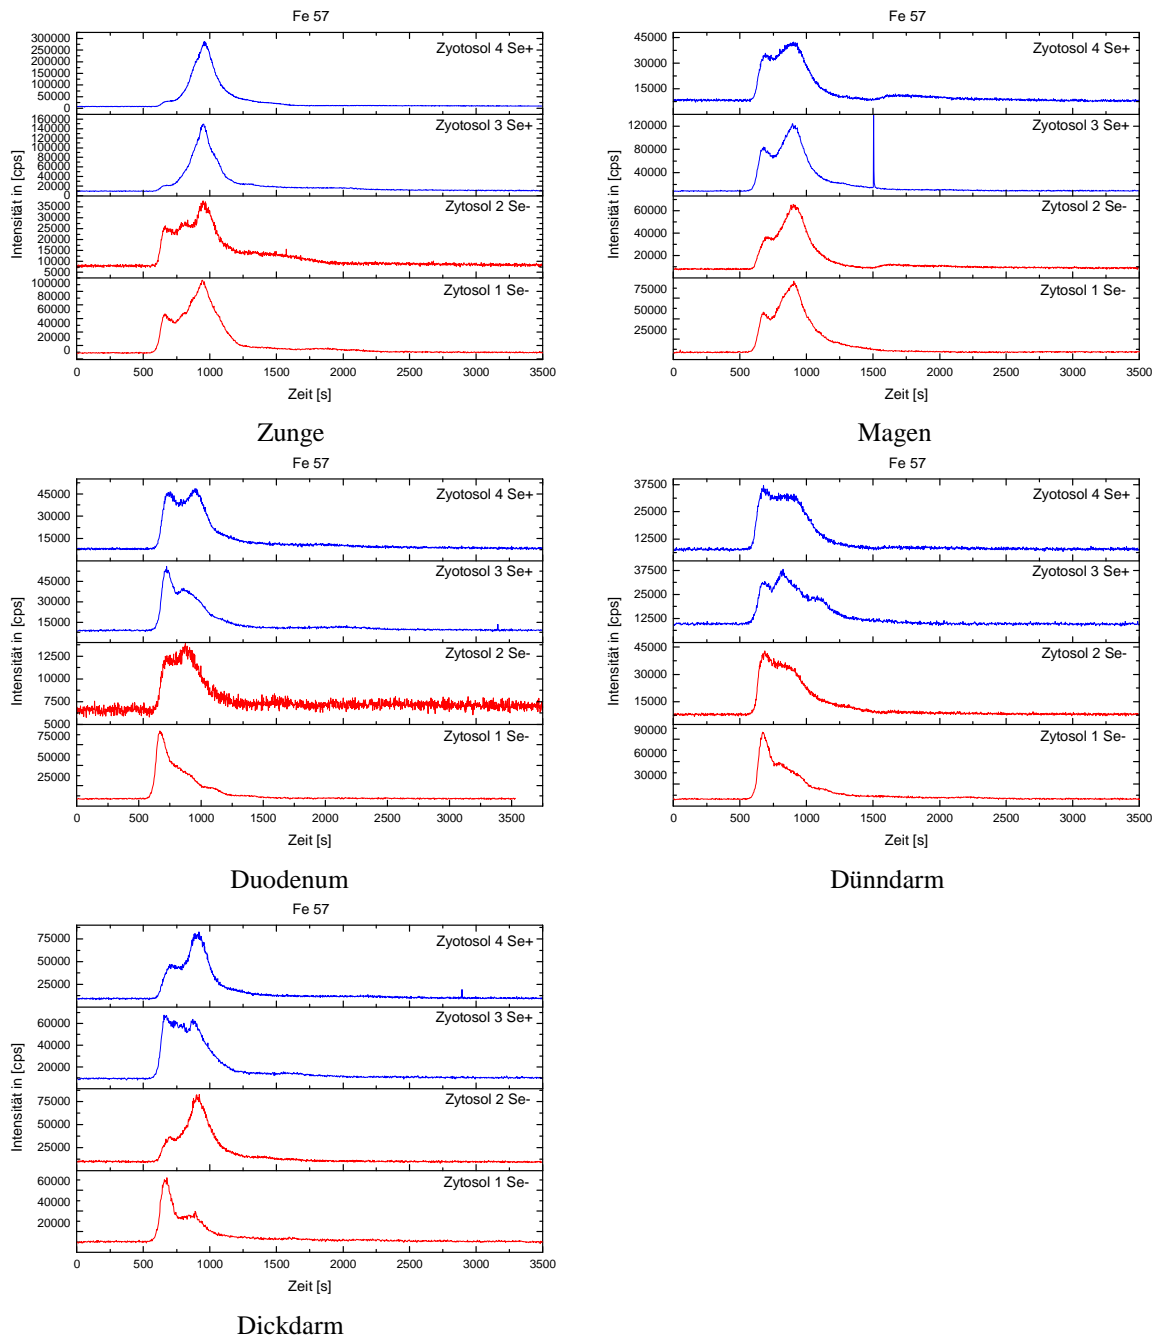 Fe 57
Intensität in [cps]
300000
250000
200000
150000
100000
50000
0
Zyotosol 4 Se+
160000
140000
120000
100000
80000
60000
40000
20000
0
Zyotosol 3 Se+
35000
30000
25000
20000
15000
10000
5000
Zytosol 2 Se-
100000
80000
60000
40000
20000
0
Zytosol 1 Se-
0 500 1000 1500 2000 2500 3000 3500
Zeit [s]
Zunge
Fe 57
Intensität in [cps]
45000
30000
15000
Zyotosol 4 Se+
120000
80000
40000
Zyotosol 3 Se+
60000
40000
20000
Zytosol 2 Se-
75000
50000
25000
Zytosol 1 Se-
0 500 1000 1500 2000 2500 3000 3500
Zeit [s]
Magen
Fe 57
Intensität in [cps]
45000
30000
15000
Zyotosol 4 Se+
45000
30000
15000
Zyotosol 3 Se+
12500
10000
7500
5000
Zytosol 2 Se-
75000
50000
25000
Zytosol 1 Se-
0 500 1000 1500 2000 2500 3000 3500
Zeit [s]
Duodenum
Fe 57
Intensität in [cps]
37500
25000
12500
Zyotosol 4 Se+
37500
25000
12500
Zyotosol 3 Se+
45000
30000
15000
Zytosol 2 Se-
90000
60000
30000
Zytosol 1 Se-
0 500 1000 1500 2000 2500 3000 3500
Zeit [s]
Dünndarm
Fe 57
Intensität in [cps]
75000
50000
25000
Zyotosol 4 Se+
60000
40000
20000
Zyotosol 3 Se+
75000
50000
25000
Zytosol 2 Se-
60000
40000
20000
Zytosol 1 Se-
0 500 1000 1500 2000 2500 3000 3500
Zeit [s]
Dickdarm